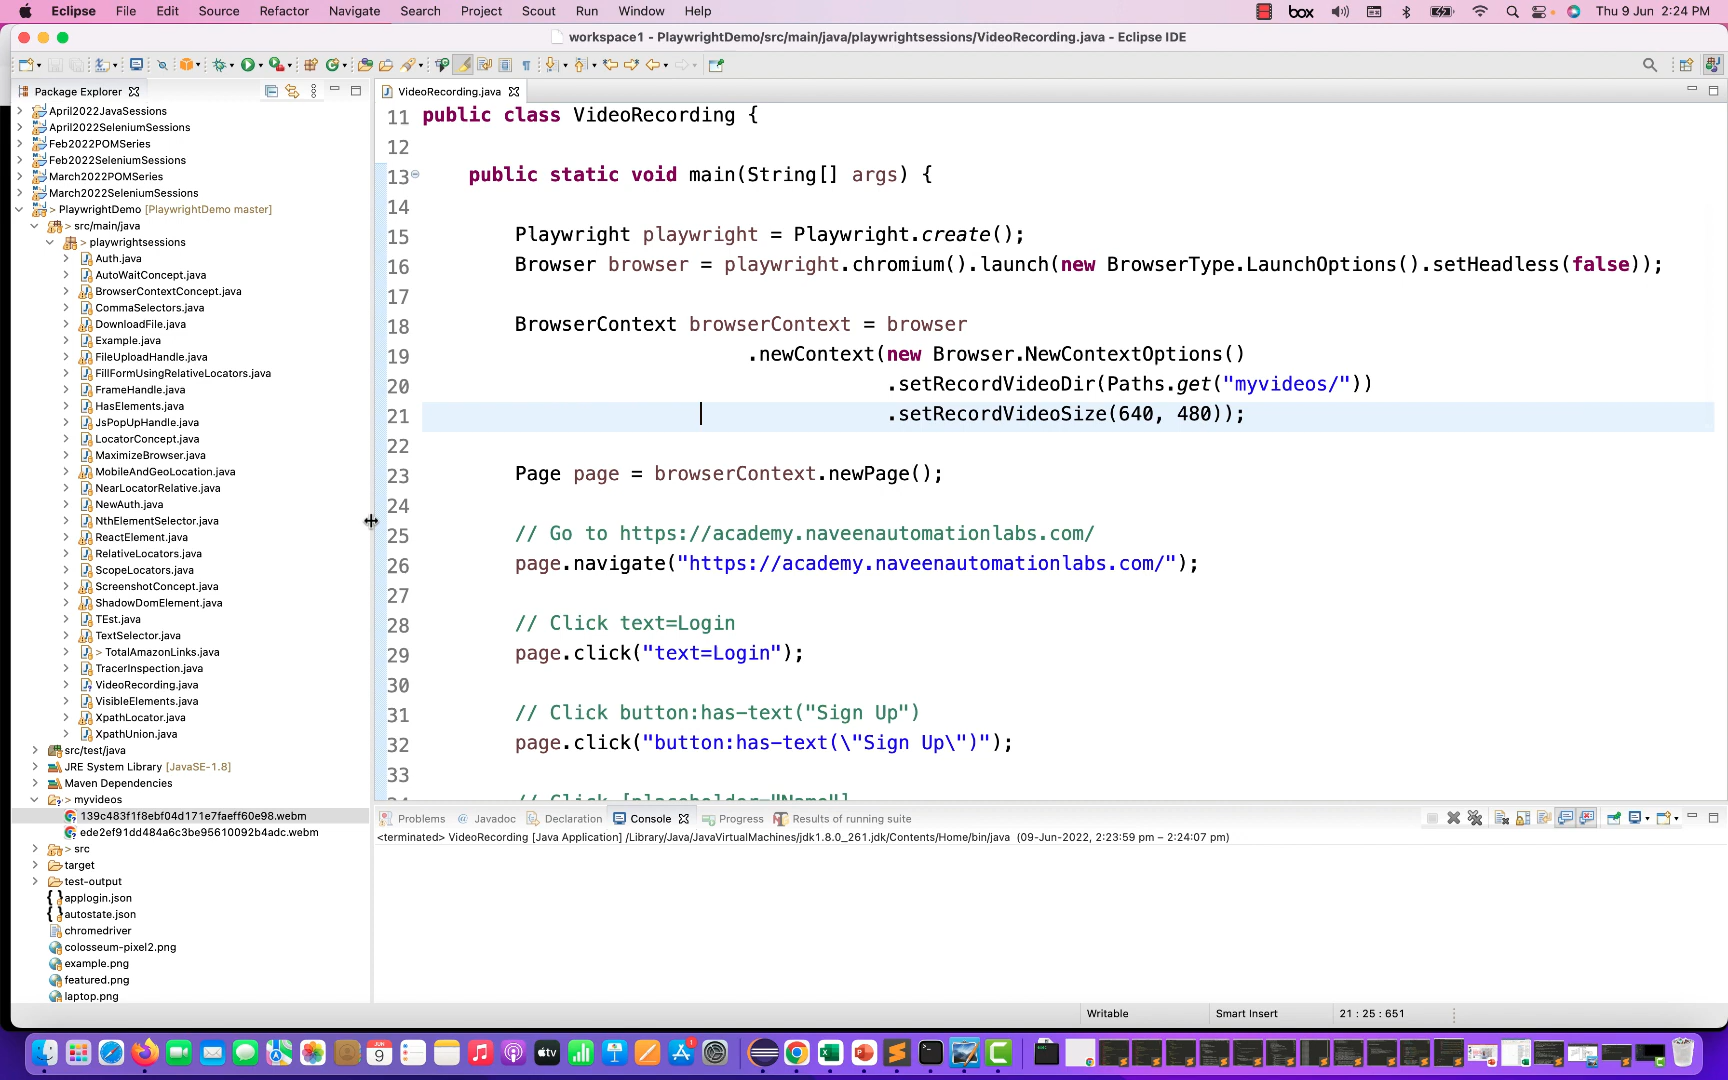 Eclipse File Edit Source Refactor Navigate Search Project Scout Run Window Help box Thu 9 Jun 2:24 PM
workspace1 - PlaywrightDemo/src/main/java/playwrightsessions/VideoRecording.java - Eclipse IDE
Package Explorer
April2022JavaSessions
April2022SeleniumSessions
Feb2022POMSeries
Feb2022SeleniumSessions
March2022POMSeries
March2022SeleniumSessions
> PlaywrightDemo [PlaywrightDemo master]
> src/main/java
> playwrightsessions
Auth.java
AutoWaitConcept.java
BrowserContextConcept.java
CommaSelectors.java
DownloadFile.java
Example.java
FileUploadHandle.java
FillFormUsingRelativeLocators.java
FrameHandle.java
HasElements.java
JsPopUpHandle.java
LocatorConcept.java
MaximizeBrowser.java
MobileAndGeoLocation.java
NearLocatorRelative.java
NewAuth.java
NthElementSelector.java
ReactElement.java
RelativeLocators.java
ScopeLocators.java
ScreenshotConcept.java
ShadowDomElement.java
TEst.java
TextSelector.java
> TotalAmazonLinks.java
TracerInspection.java
VideoRecording.java
VisibleElements.java
XpathLocator.java
XpathUnion.java
src/test/java
JRE System Library [JavaSE-1.8]
Maven Dependencies
> myvideos
139c483f1f8ebf04d171e7faeff60e98.webm
ede2ef91dd484a6c3be95610092b4adc.webm
> src
target
test-output
applogin.json
autostate.json
chromedriver
colosseum-pixel2.png
example.png
featured.png
laptop.png
VideoRecording.java
11 public class VideoRecording {
12
13 public static void main(String[] args) {
14
15 Playwright playwright = Playwright.create();
16 Browser browser = playwright.chromium().launch(new BrowserType.LaunchOptions().setHeadless(false));
17
18 BrowserContext browserContext = browser
19 .newContext(new Browser.NewContextOptions()
20 .setRecordVideoDir(Paths.get("myvideos/"))
21 .setRecordVideoSize(640, 480));
22
23 Page page = browserContext.newPage();
24
25 // Go to https://academy.naveenautomationlabs.com/
26 page.navigate("https://academy.naveenautomationlabs.com/");
27
28 // Click text=Login
29 page.click("text=Login");
30
31 // Click button:has-text("Sign Up")
32 page.click("button:has-text(\"Sign Up\")");
33
34 // Click [placeholder="Name"]
Problems @ Javadoc Declaration Console Progress Results of running suite
<terminated> VideoRecording [Java Application] /Library/Java/JavaVirtualMachines/jdk1.8.0_261.jdk/Contents/Home/bin/java (09-Jun-2022, 2:23:59 pm – 2:24:07 pm)
Writable Smart Insert 21 : 25 : 651